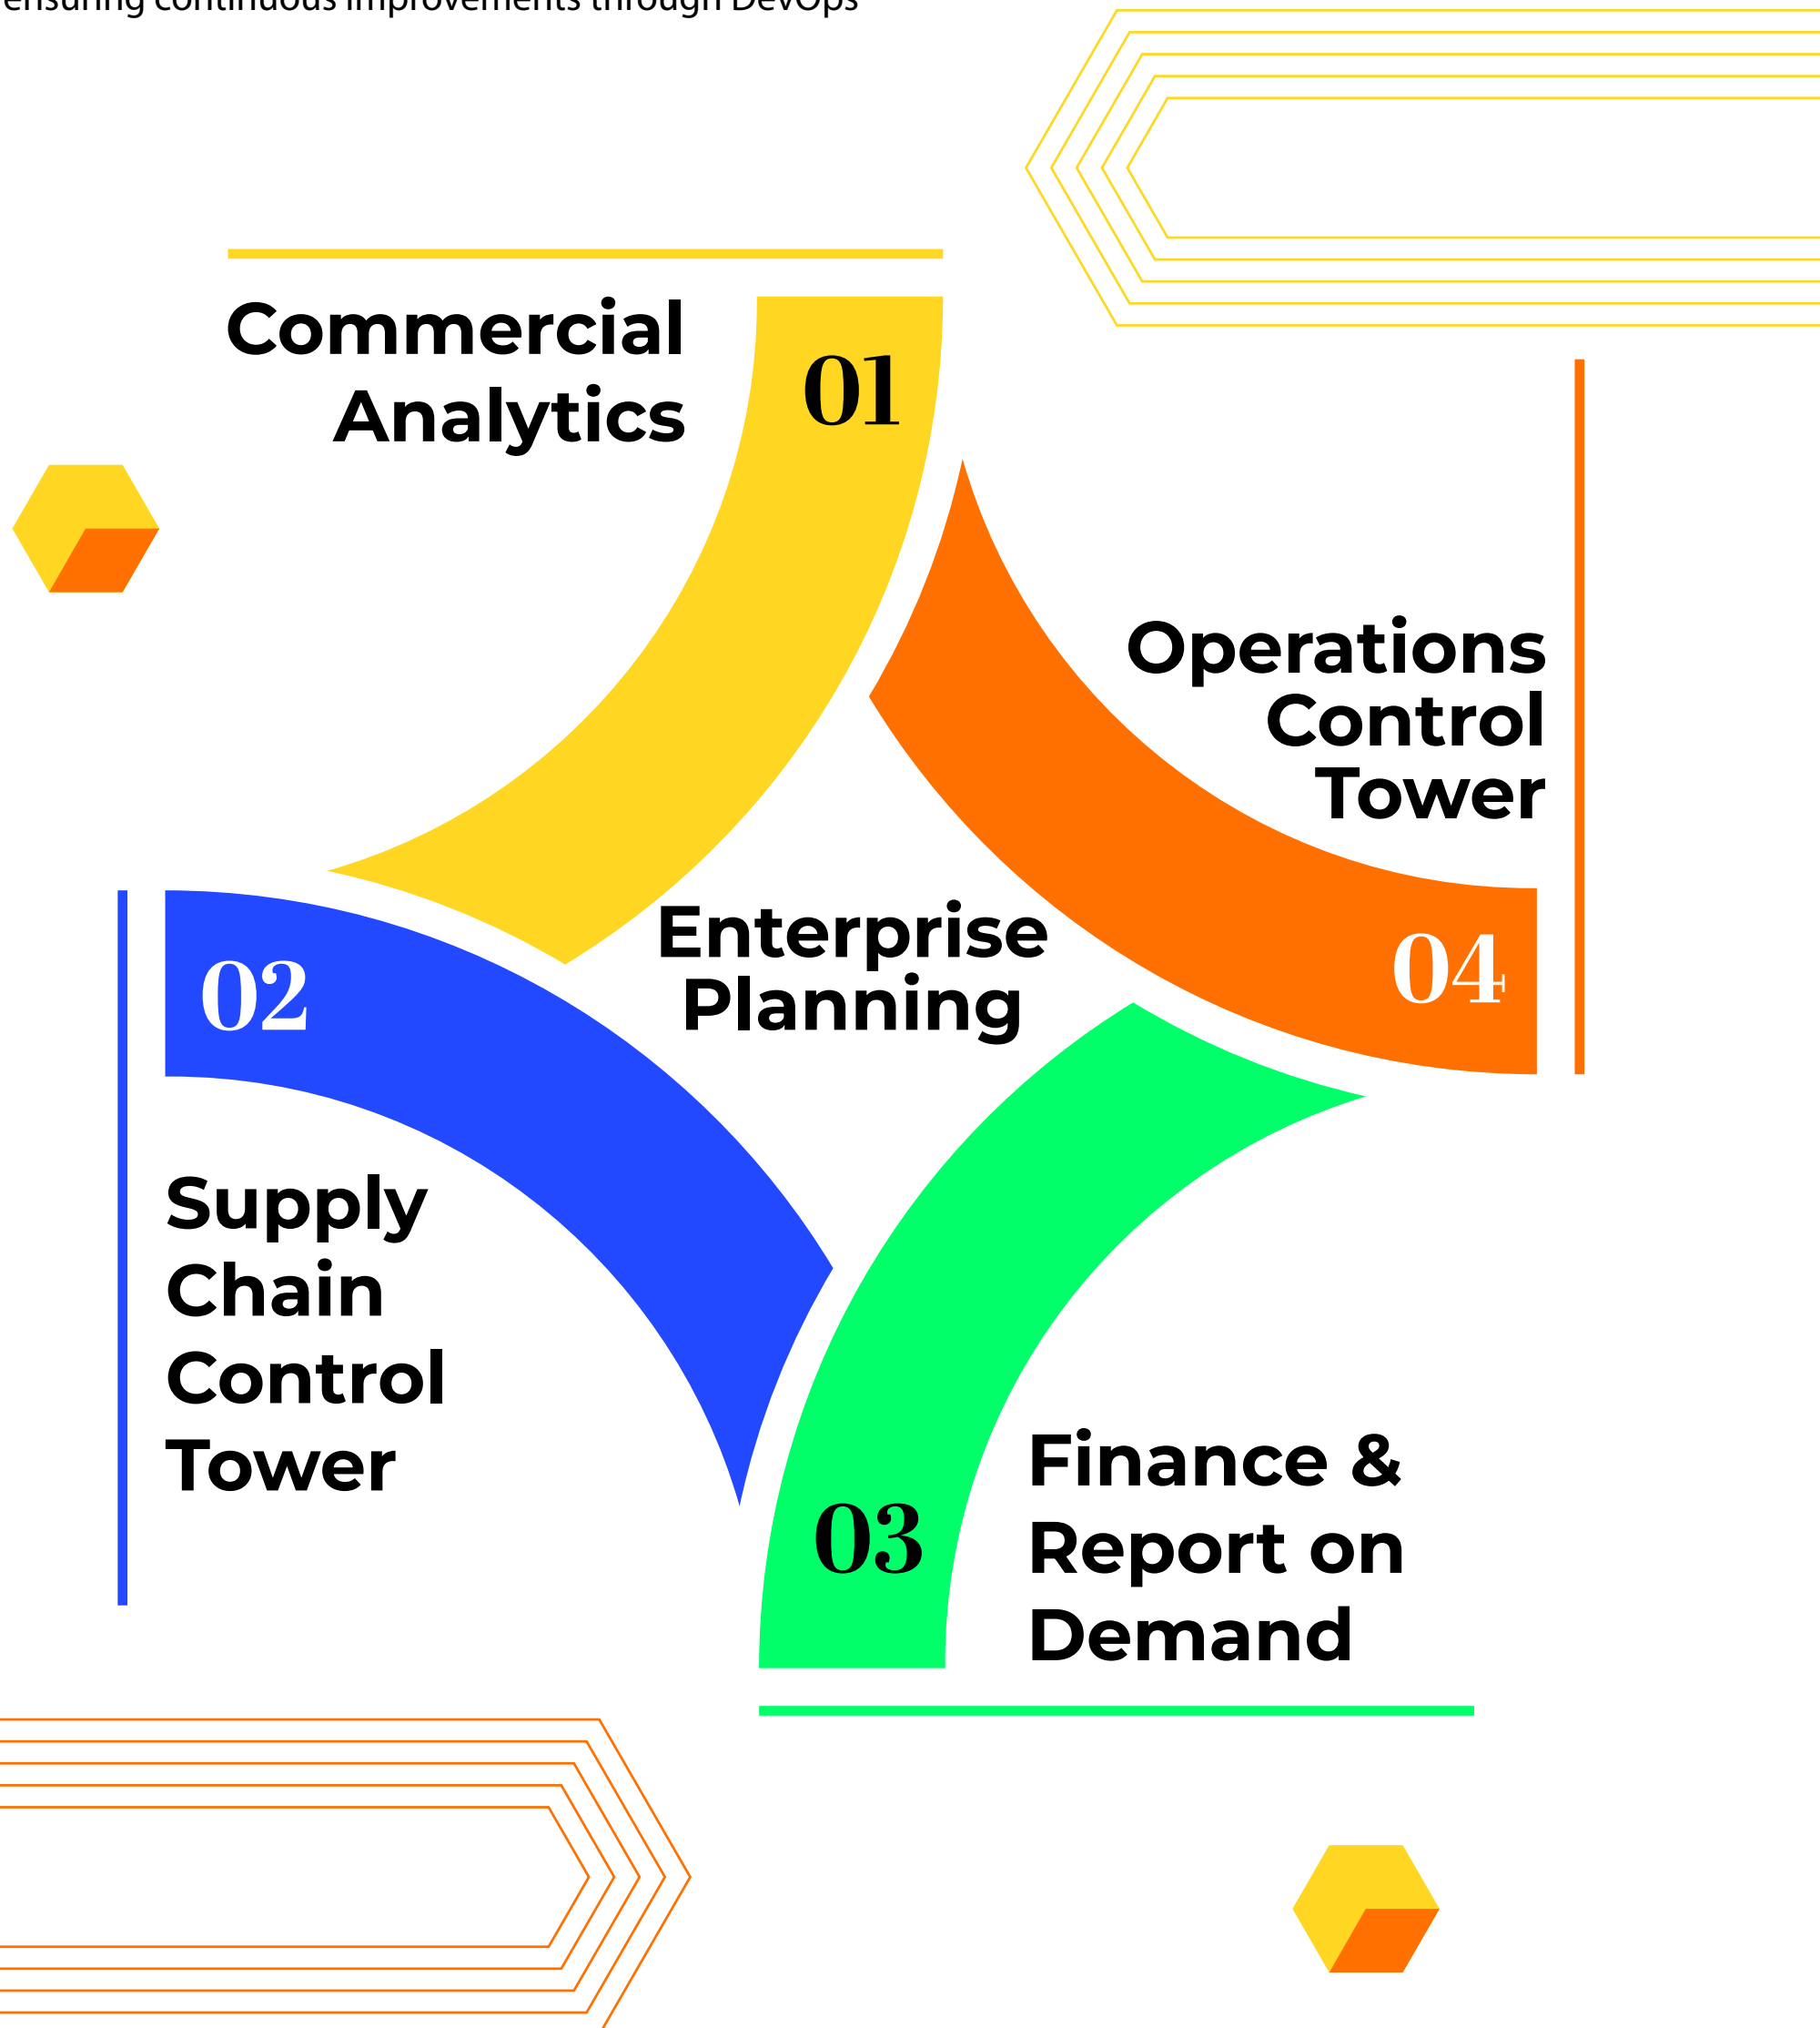 ensuring continuous improvements through DevOps
Commercial
Analytics
01
Operations
Control
Tower
04
Enterprise
Planning
02
Supply
Chain
Control
Tower
03
Finance &
Report on
Demand